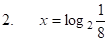 2. x = log₂ 1/8